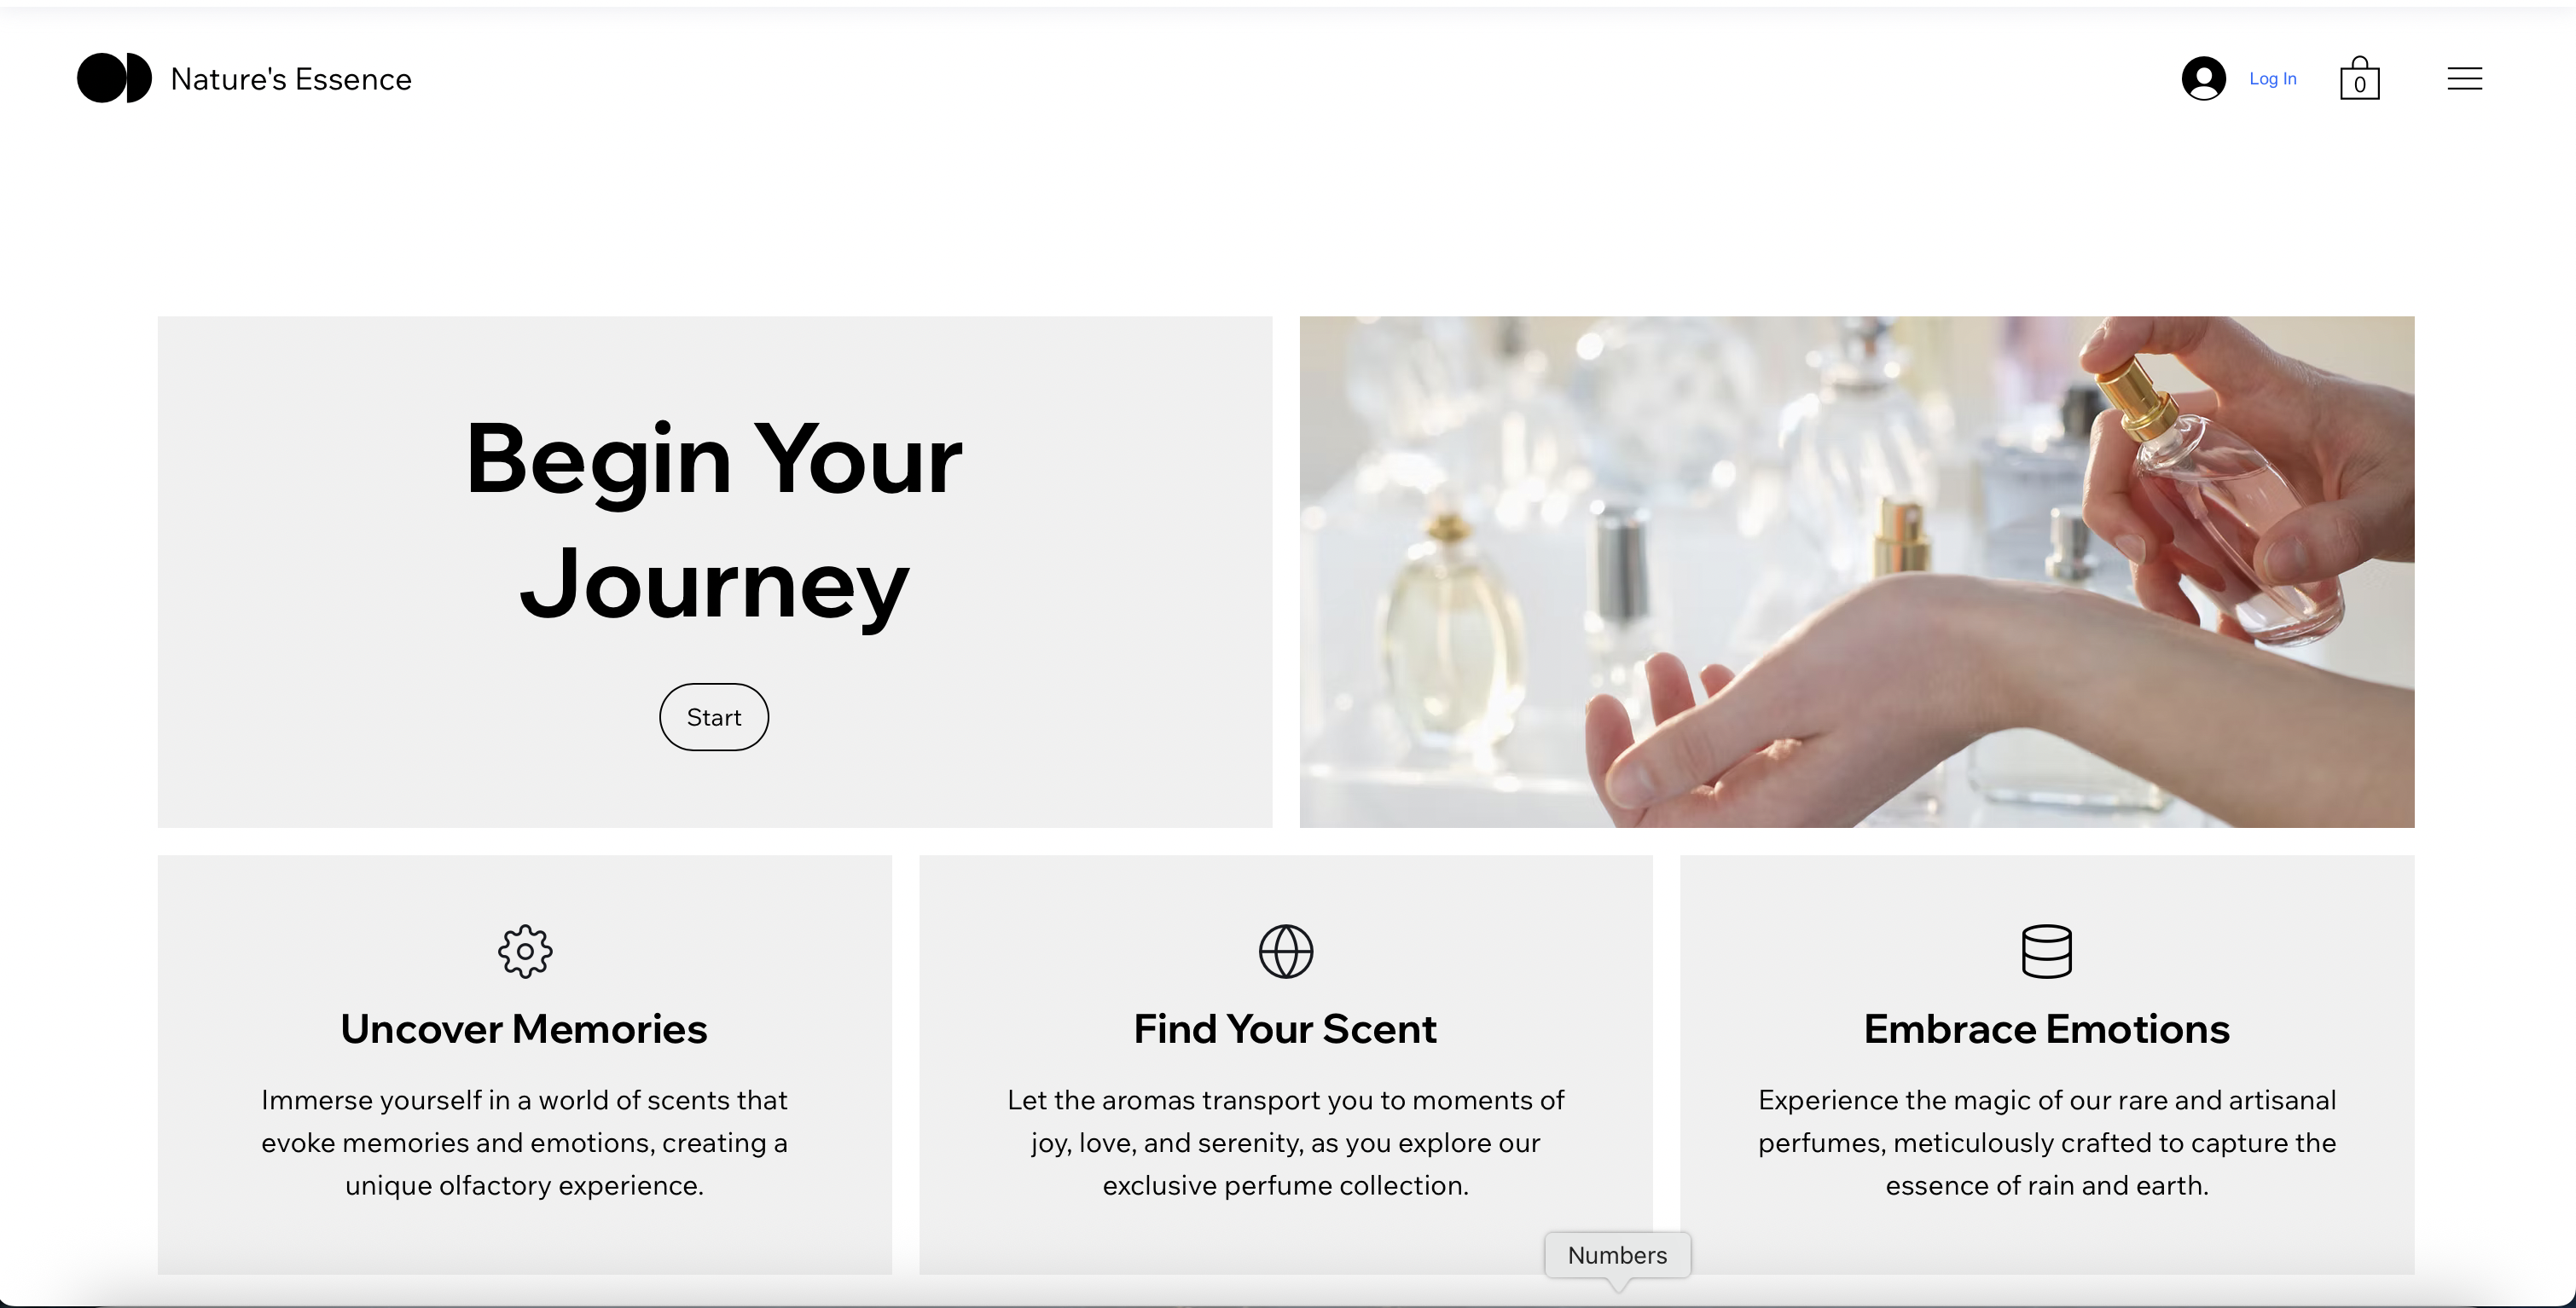 Nature's Essence
Log In
0
Begin Your
Journey
Start
Uncover Memories
Immerse yourself in a world of scents that
evoke memories and emotions, creating a
unique olfactory experience.
Find Your Scent
Let the aromas transport you to moments of
joy, love, and serenity, as you explore our
exclusive perfume collection.
Embrace Emotions
Experience the magic of our rare and artisanal
perfumes, meticulously crafted to capture the
essence of rain and earth.
Numbers